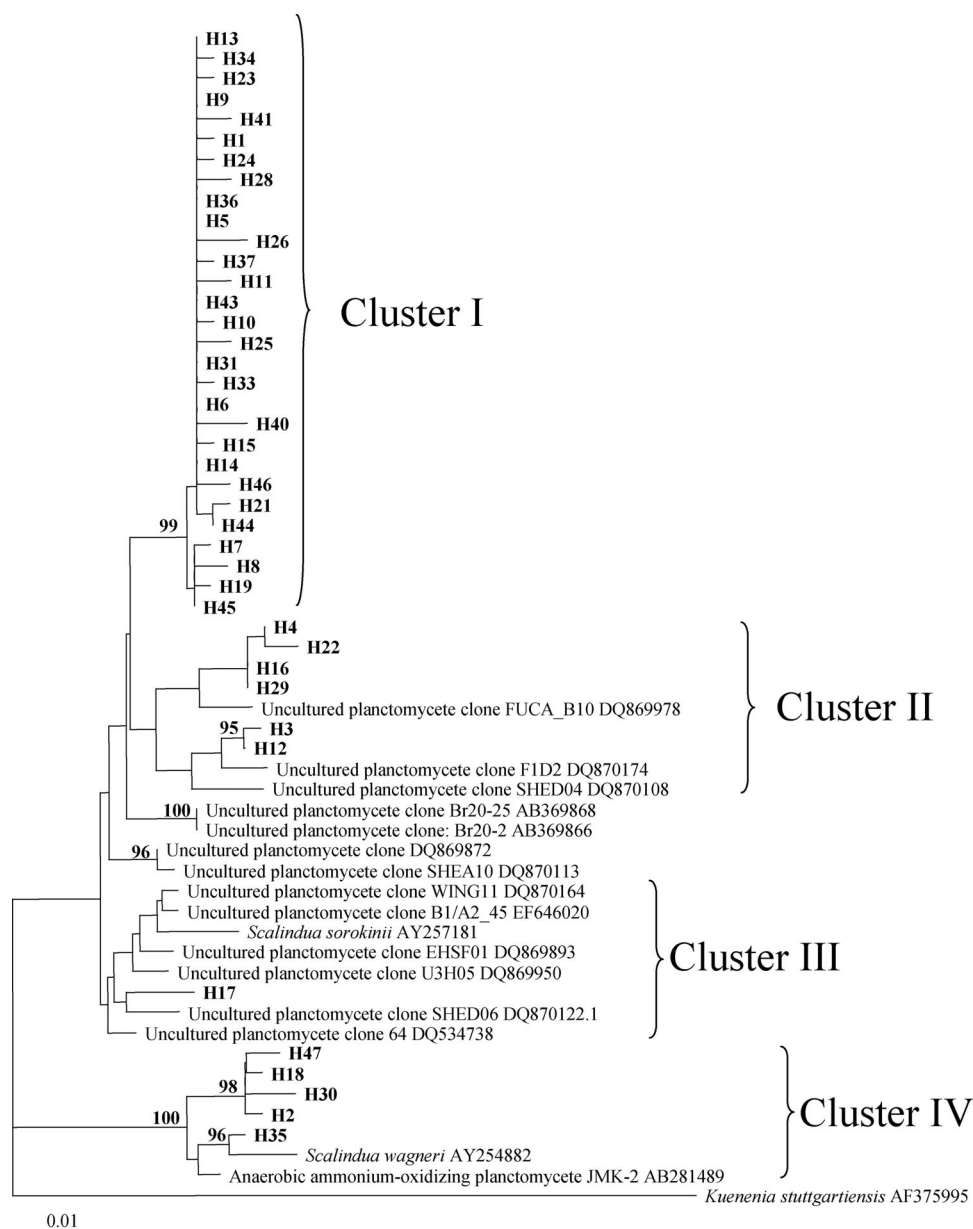 H13
H34
H23
H9
H41
H1
H24
H28
H36
H5
H26
H37
H11
H43
Cluster I
H10
H25
H31
H33
H6
H40
H15
H14
H46
H21
99
H44
H7
H8
H19
H45
H4
H22
H16
H29
Uncultured planctomycete clone FUCA_B10 DQ869978
Cluster II
95
H3
H12
Uncultured planctomycete clone F1D2 DQ870174
Uncultured planctomycete clone SHED04 DQ870108
100
Uncultured planctomycete clone Br20-25 AB369868
Uncultured planctomycete clone: Br20-2 AB369866
96
Uncultured planctomycete clone DQ869872
Uncultured planctomycete clone SHEA10 DQ870113
Uncultured planctomycete clone WING11 DQ870164
Uncultured planctomycete clone B1/A2_45 EF646020
Scalindua sorokinii AY257181
Uncultured planctomycete clone EHSF01 DQ869893
Cluster III
Uncultured planctomycete clone U3H05 DQ869950
H17
Uncultured planctomycete clone SHED06 DQ870122.1
Uncultured planctomycete clone 64 DQ534738
H47
H18
98
H30
H2
Cluster IV
100
96
H35
Scalindua wagneri AY254882
Anaerobic ammonium-oxidizing planctomycete JMK-2 AB281489
Kuenenia stuttgartiensis AF375995
0.01